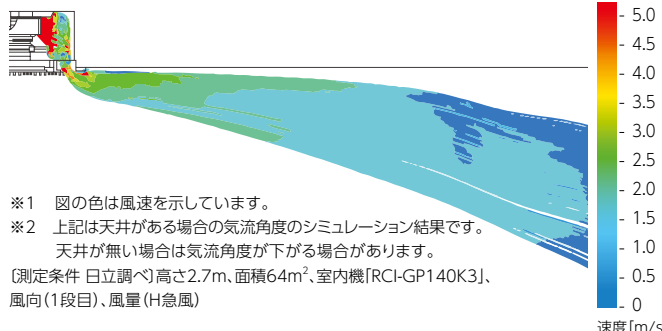 5.0
4.5
4.0
3.5
3.0
2.5
2.0
1.5
1.0
0.5
0
速度[m/s
※1 図の色は風速を示しています。
※2 上記は天井がある場合の気流角度のシミュレーション結果です。
天井が無い場合は気流角度が下がる場合があります。
〔測定条件 日立調べ〕高さ2.7m、面積64m²、室内機「RCI-GP140K3」、
風向(1段目)、風量(H急風)